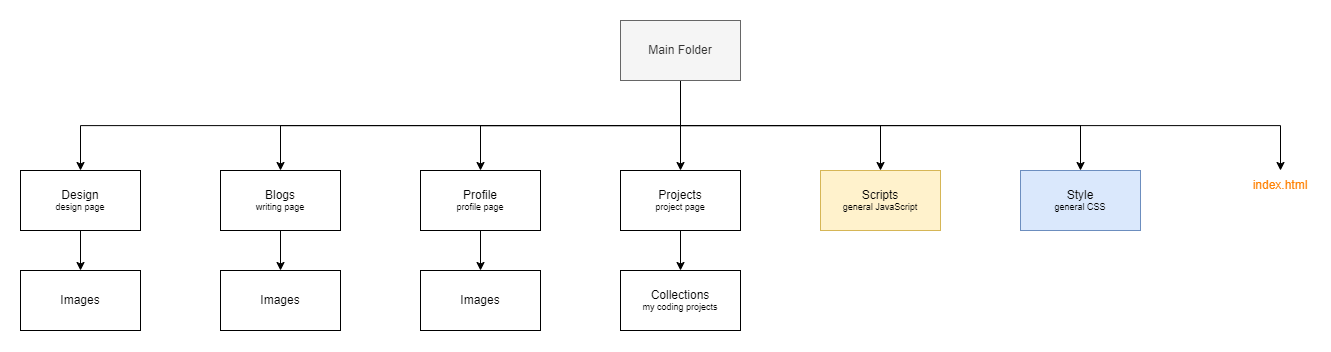 Main Folder
Design
design page
Blogs
writing page
Profile
profile page
Projects
project page
Scripts
general JavaScript
Style
general CSS
index.html
Images
Images
Images
Collections
my coding projects